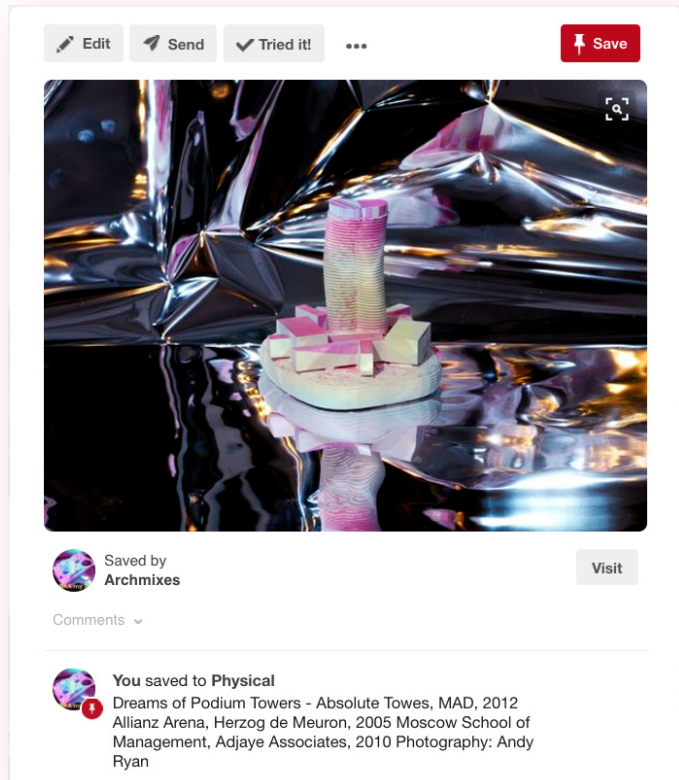 Edit Send Tried it! Save
Saved by
Archmixes
Visit
Comments
You saved to Physical
Dreams of Podium Towers - Absolute Towes, MAD, 2012
Allianz Arena, Herzog de Meuron, 2005 Moscow School of
Management, Adjaye Associates, 2010 Photography: Andy
Ryan